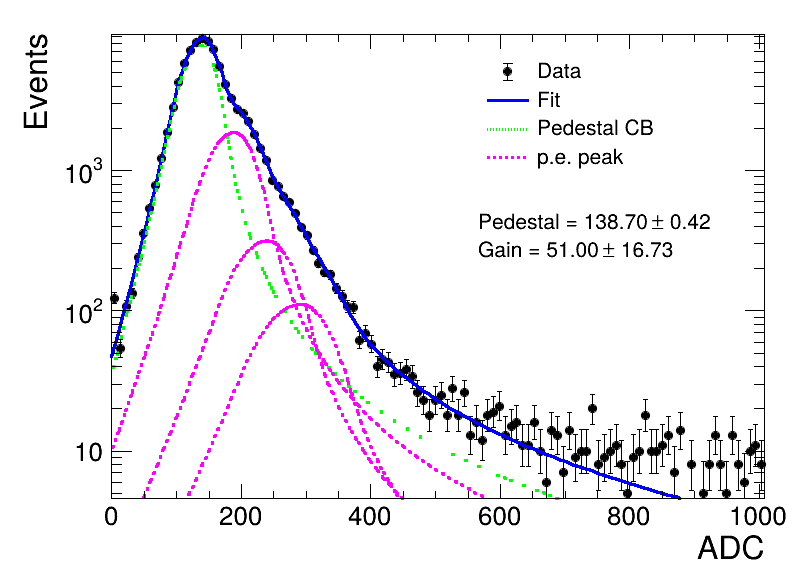 Events
Data
Fit
Pedestal CB
p.e. peak
Pedestal = 138.70 ± 0.42
Gain = 51.00 ± 16.73
10³
10²
10
0 200 400 600 800 1000
ADC